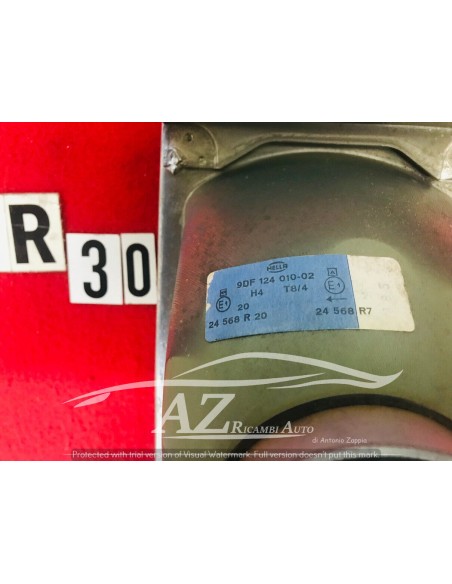 R 30
HELLA
9DF 124 010-02
H4 T8/4
E1 E1
20
24 568 R 20 24 568 R7
AZ
RICAMBI AUTO
di Antonio Zappia
Protected with trial version of Visual Watermark. Full version doesn't put this mark.